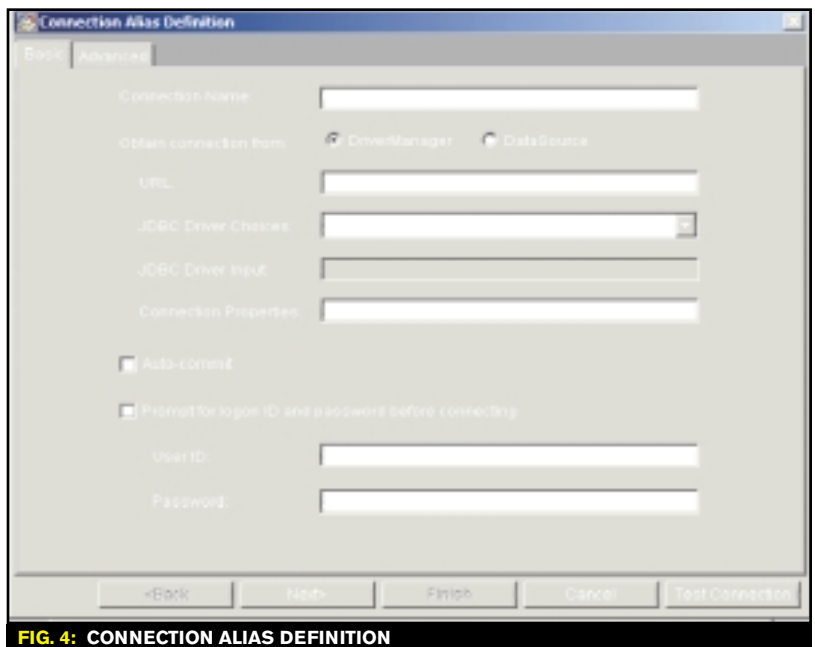 Connection Alias Definition
Basic Advanced
Connection Name:
Obtain connection from: DriverManager DataSource
URL:
JDBC Driver Choices:
JDBC Driver Input:
Connection Properties:
Auto-commit
Prompt for logon ID and password before connecting
User ID:
Password:
<Back Next> Finish Cancel Test Connection
FIG. 4: CONNECTION ALIAS DEFINITION